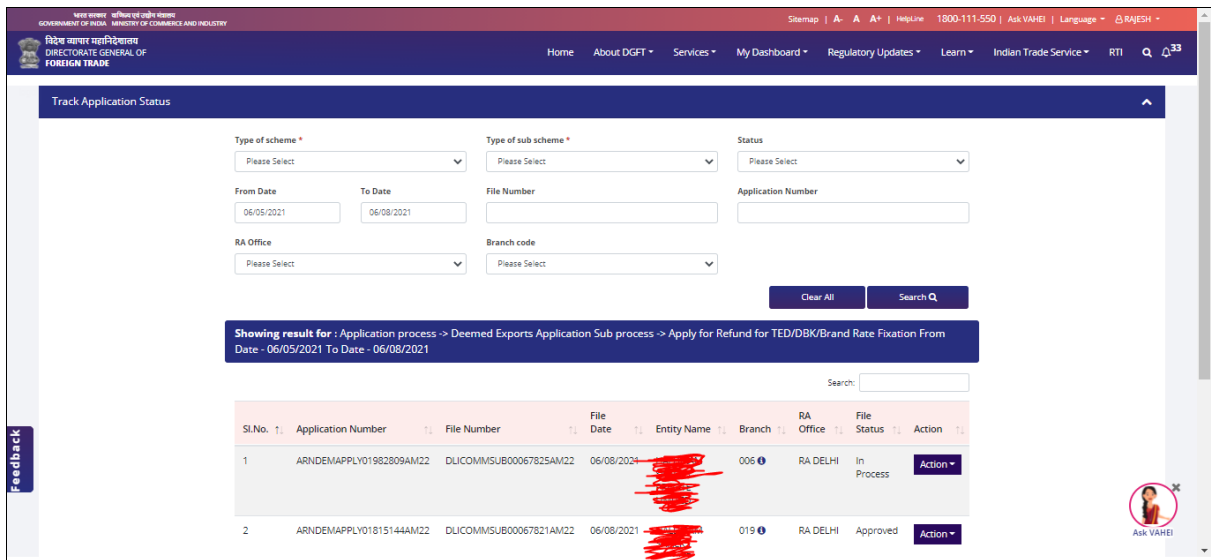 भारत सरकार वाणिज्य एवं उद्योग मंत्रालय
GOVERNMENT OF INDIA MINISTRY OF COMMERCE AND INDUSTRY
Sitemap | A- A A+ | HelpLine 1800-111-550 | Ask VAHEI | Language RAJESH
विदेश व्यापार महानिदेशालय
DIRECTORATE GENERAL OF
FOREIGN TRADE
Home About DGFT Services My Dashboard Regulatory Updates Learn Indian Trade Service RTI 33
Track Application Status
Type of scheme * Type of sub scheme * Status
Please Select Please Select Please Select
From Date To Date File Number Application Number
06/05/2021 06/08/2021
RA Office Branch code
Please Select Please Select
Clear All Search
Showing result for : Application process -> Deemed Exports Application Sub process -> Apply for Refund for TED/DBK/Brand Rate Fixation From
Date - 06/05/2021 To Date - 06/08/2021
Search:
Sl.No. Application Number File Number File Date Entity Name Branch RA Office File Status Action
1 ARNDEMAPPLY01982809AM22 DLICOMMSUB00067825AM22 06/08/2021 006 RA DELHI In Process Action
2 ARNDEMAPPLY01815144AM22 DLICOMMSUB00067821AM22 06/08/2021 019 RA DELHI Approved Action
Feedback
Ask VAHEI